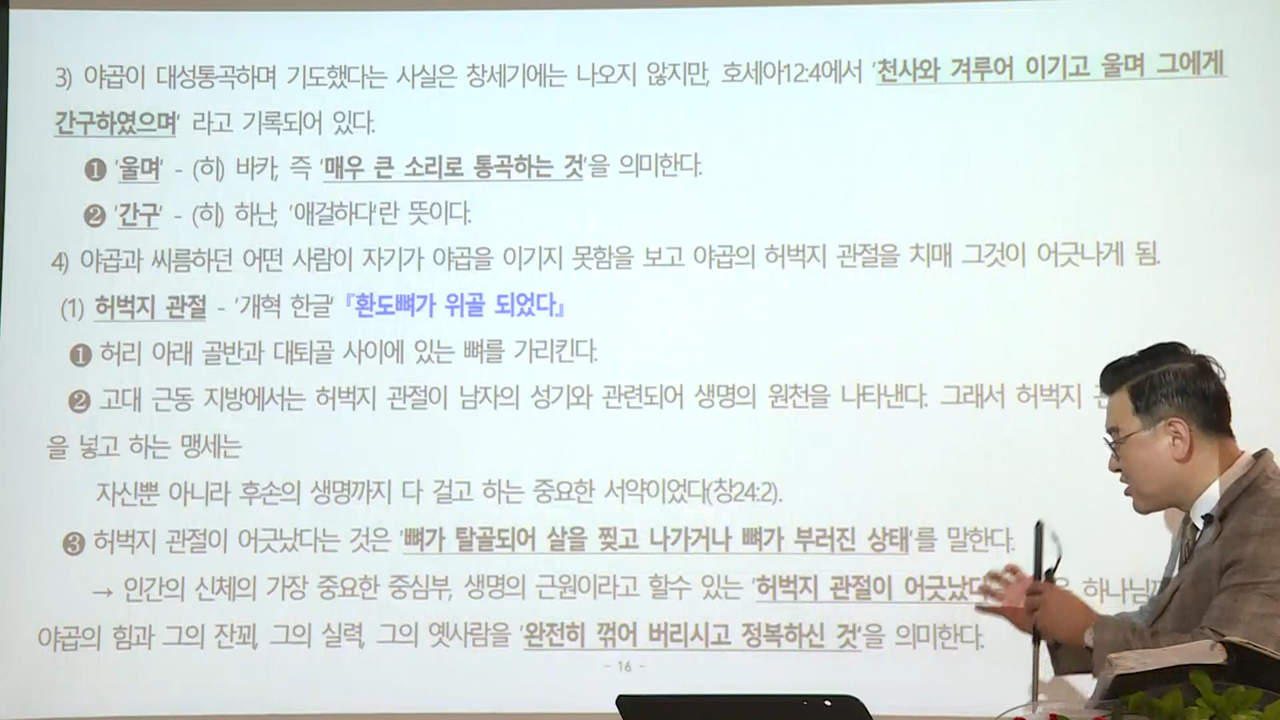 3) 야곱이 대성통곡하며 기도했다는 사실은 창세기에는 나오지 않지만, 호세아12:4에서 '천사와 겨루어 이기고 울며 그에게
간구하였으며' 라고 기록되어 있다.
❶ '울며' - (히) 바카, 즉 '매우 큰 소리로 통곡하는 것'을 의미한다.
❷ '간구' - (히) 하난, '애걸하다'란 뜻이다.
4) 야곱과 씨름하던 어떤 사람이 자기가 야곱을 이기지 못함을 보고 야곱의 허벅지 관절을 치매 그것이 어긋나게 됨.
(1) 허벅지 관절 - '개혁 한글' 『환도뼈가 위골 되었다』
❶ 허리 아래 골반과 대퇴골 사이에 있는 뼈를 가리킨다.
❷ 고대 근동 지방에서는 허벅지 관절이 남자의 성기와 관련되어 생명의 원천을 나타낸다. 그래서 허벅지
을 넣고 하는 맹세는
자신뿐 아니라 후손의 생명까지 다 걸고 하는 중요한 서약이었다(창24:2).
❸ 허벅지 관절이 어긋났다는 것은 '뼈가 탈골되어 살을 찢고 나가거나 뼈가 부러진 상태'를 말한다.
→ 인간의 신체의 가장 중요한 중심부, 생명의 근원이라고 할수 있는 '허벅지 관절이 어긋났다 하나님
야곱의 힘과 그의 잔꾀, 그의 실력, 그의 옛사람을 '완전히 꺾어 버리시고 정복하신 것'을 의미한다.
- 16 -